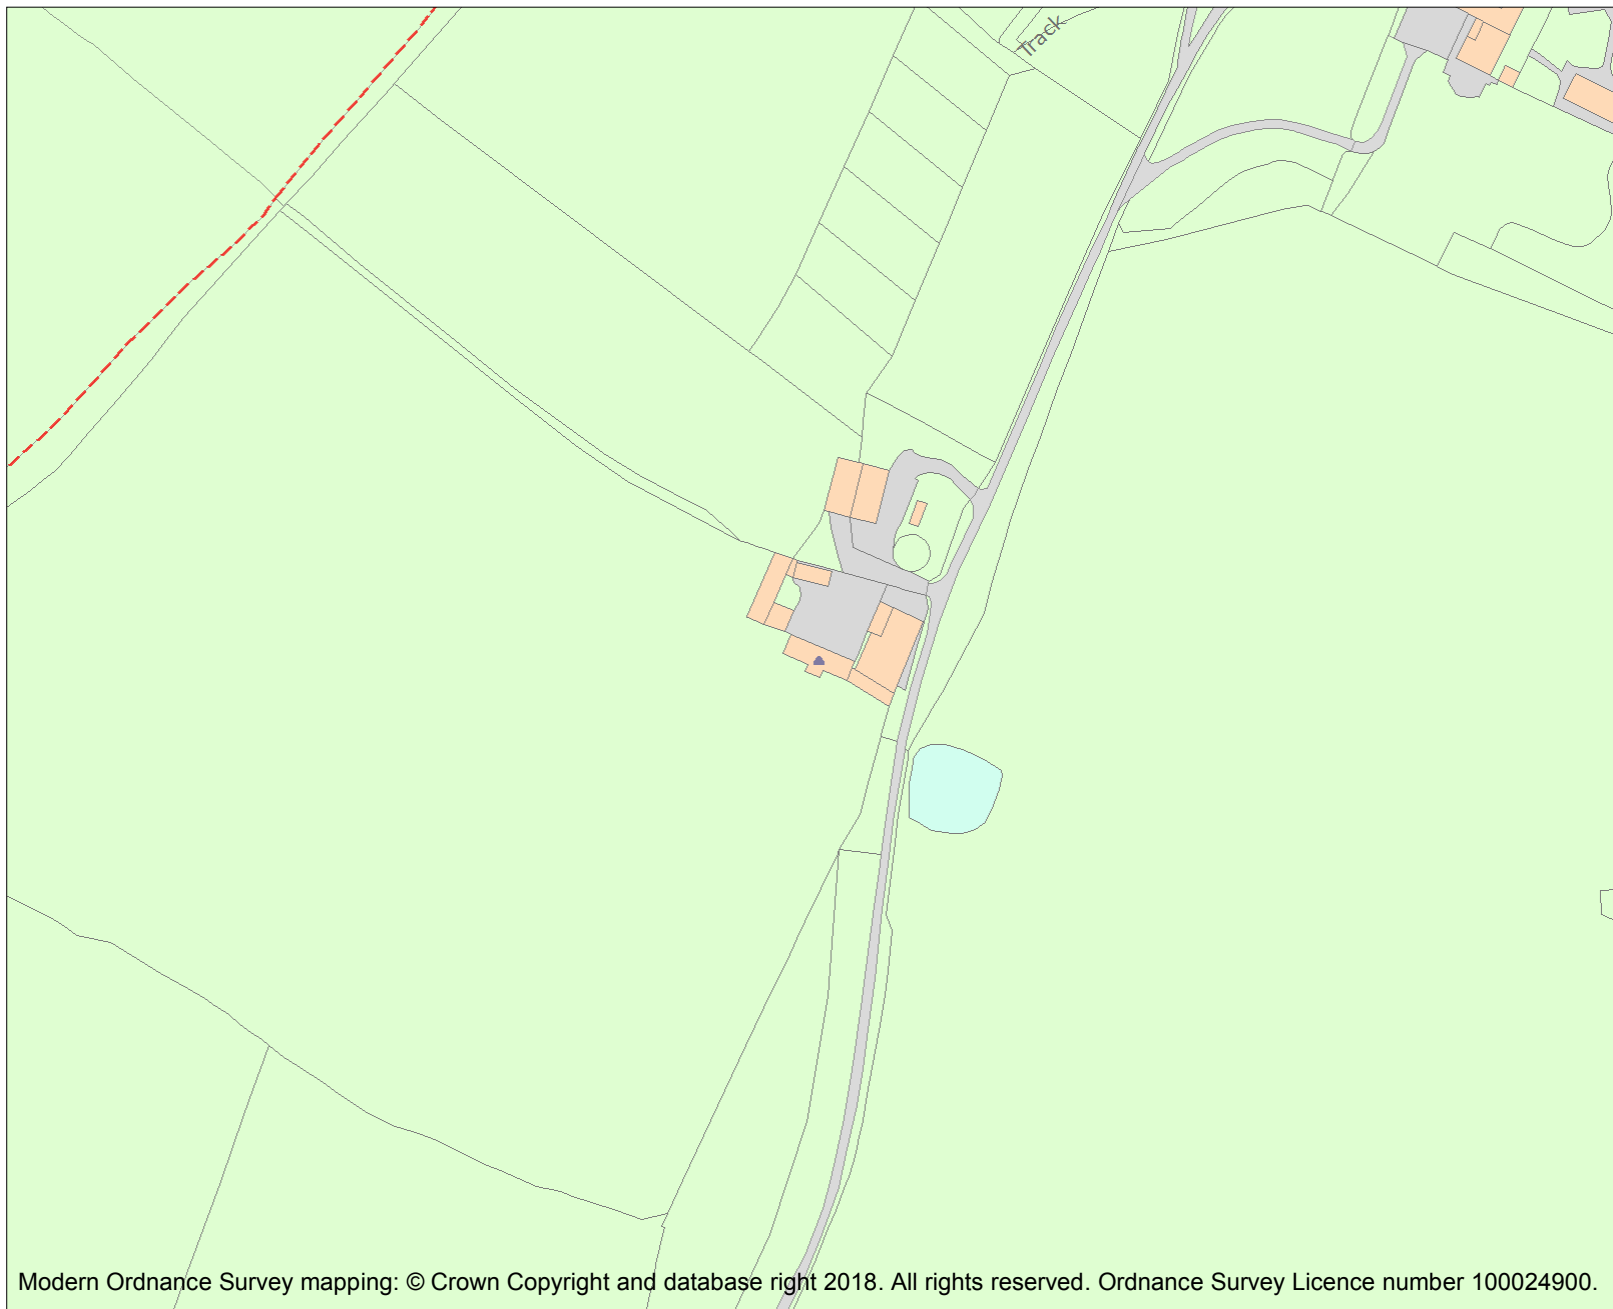 Track
Modern Ordnance Survey mapping: © Crown Copyright and database right 2018. All rights reserved. Ordnance Survey Licence number 100024900.